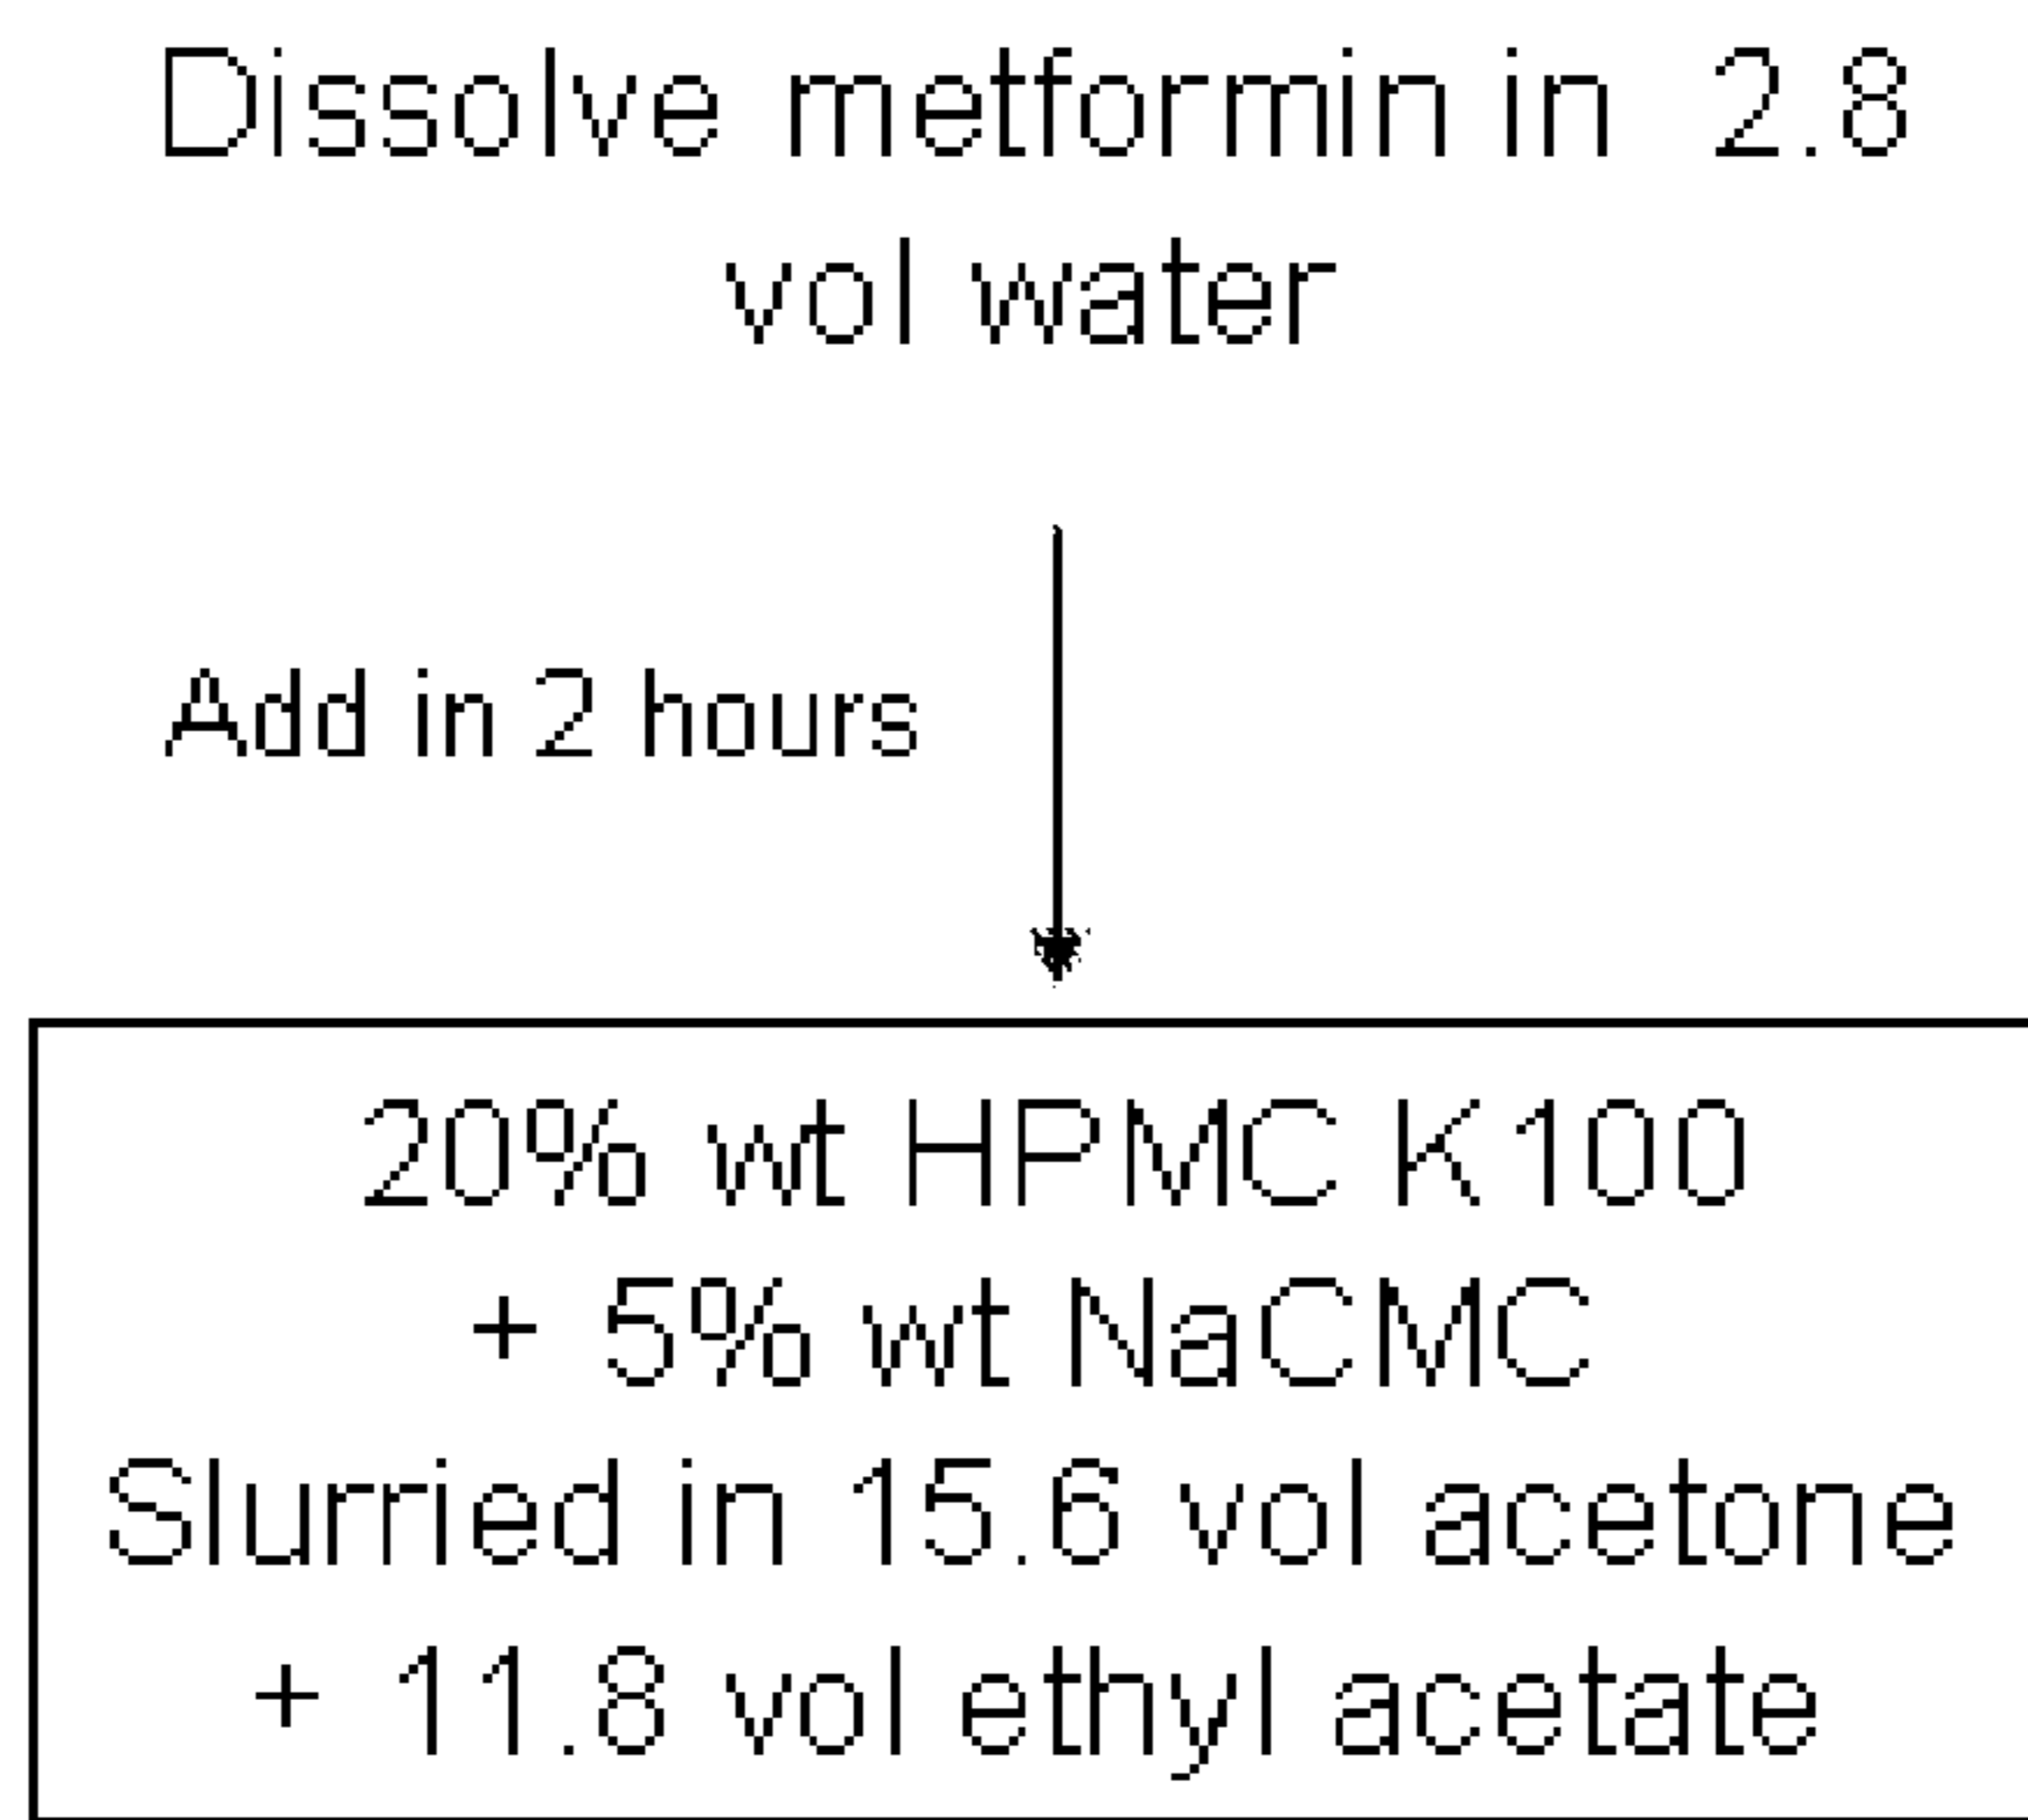 Dissolve metformin in 2.8
vol water
Add in 2 hours
20% wt HPMC K100
+ 5% wt NaCMC
Slurried in 15.6 vol acetone
+ 11.8 vol ethyl acetate